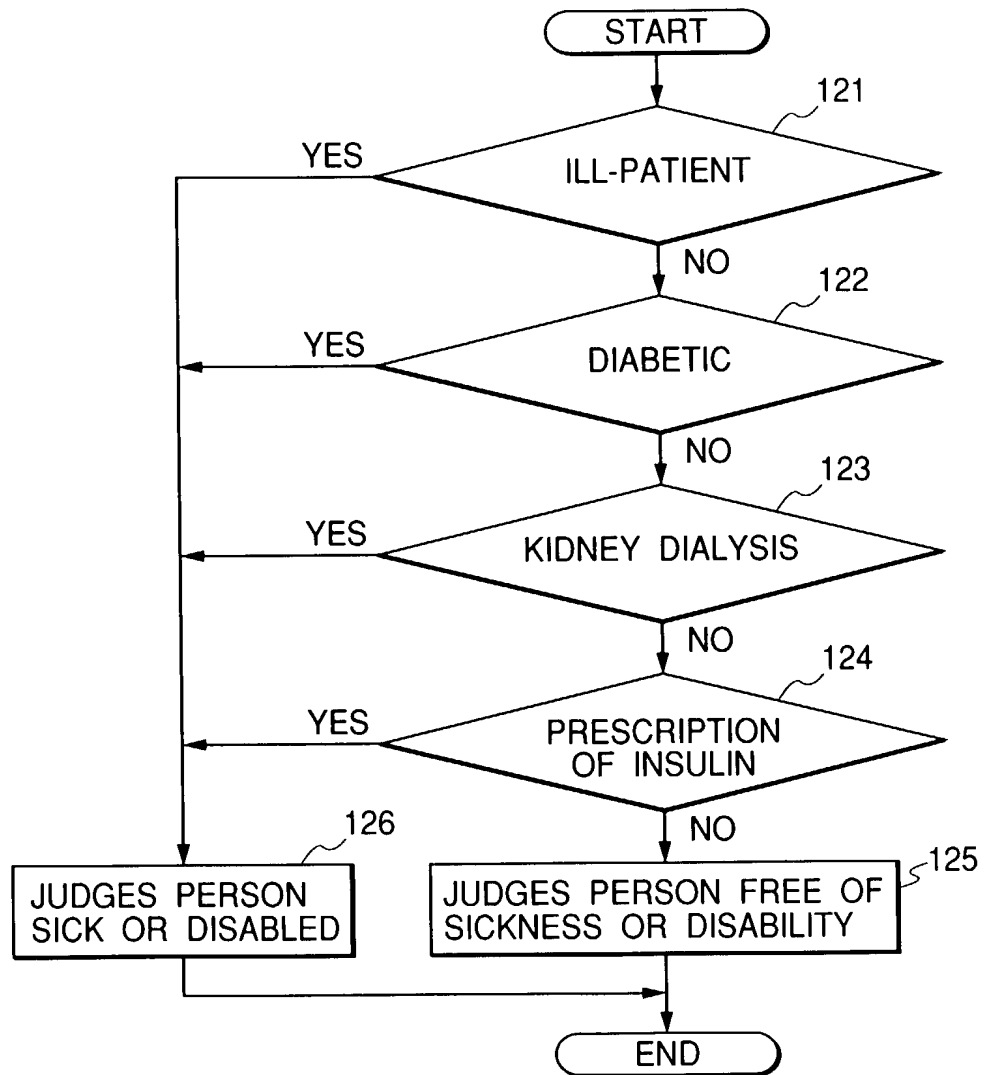 START
121
YES
ILL-PATIENT
NO
122
YES
DIABETIC
NO
123
YES
KIDNEY DIALYSIS
NO
124
YES
PRESCRIPTION
OF INSULIN
NO
126
JUDGES PERSON
SICK OR DISABLED
125
JUDGES PERSON FREE OF
SICKNESS OR DISABILITY
END